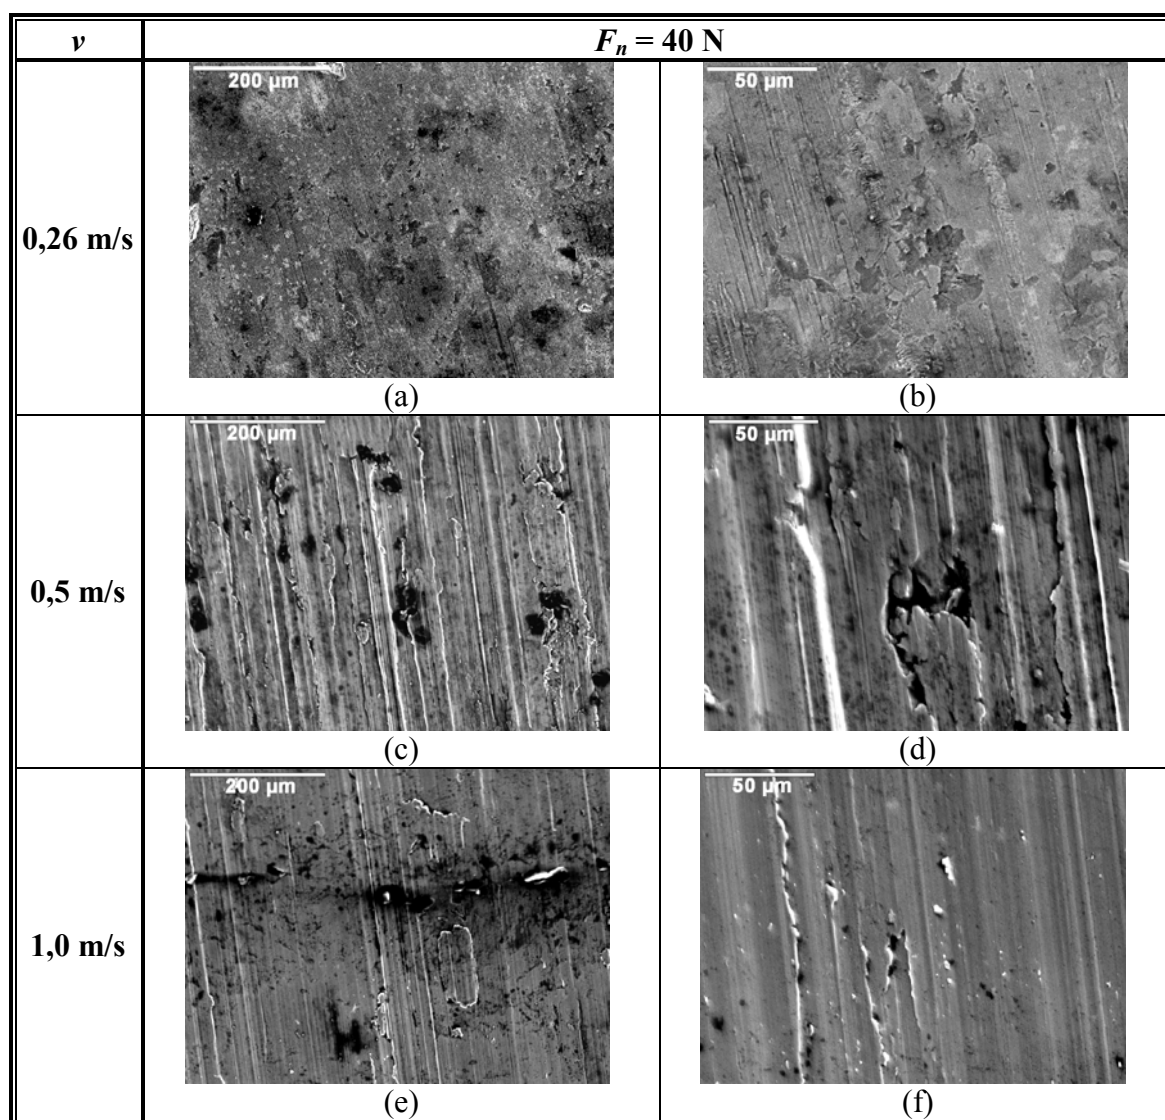 v F_n = 40 N
200 µm 50 µm
0,26 m/s
(a) (b)
200 µm 50 µm
0,5 m/s
(c) (d)
200 µm 50 µm
1,0 m/s
(e) (f)